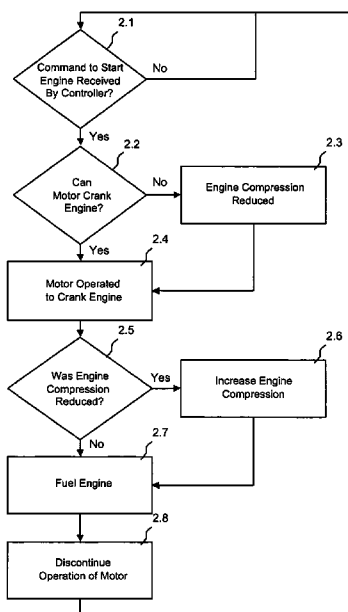 2.1
Command to Start
Engine Received
By Controller?
No
Yes
2.2
Can
Motor Crank
Engine?
No
2.3
Engine Compression
Reduced
Yes
2.4
Motor Operated
to Crank Engine
2.5
Was Engine
Compression
Reduced?
Yes
2.6
Increase Engine
Compression
No
2.7
Fuel Engine
2.8
Discontinue
Operation of Motor